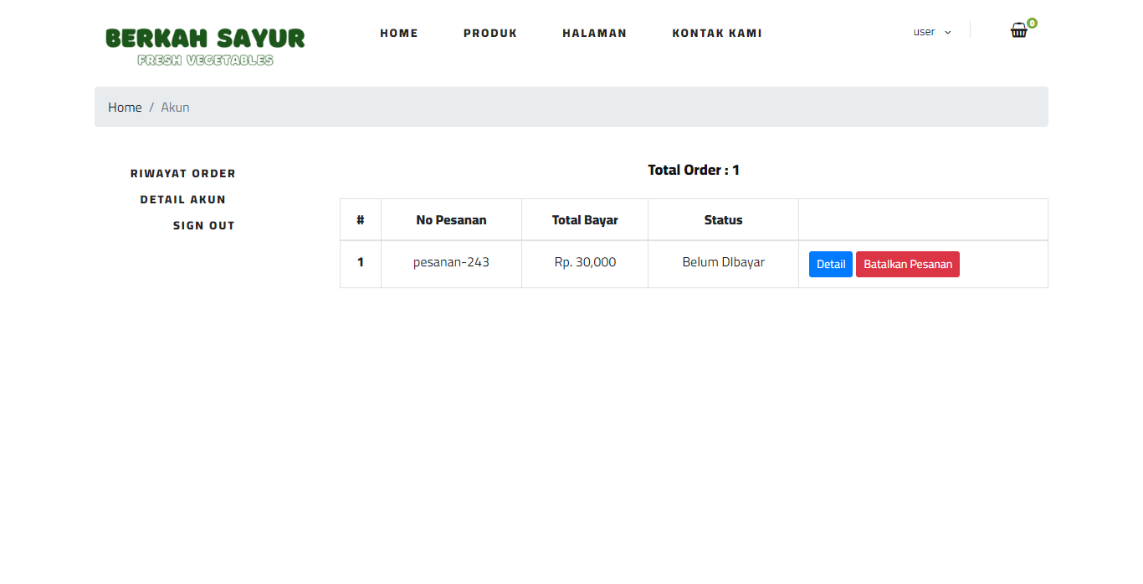 BERKAH SAYUR
FRESH VEGETABLES
HOME PRODUK HALAMAN KONTAK KAMI user 0
Home / Akun
RIWAYAT ORDER
DETAIL AKUN
SIGN OUT
Total Order : 1
# No Pesanan Total Bayar Status
1 pesanan-243 Rp. 30,000 Belum DIbayar Detail Batalkan Pesanan